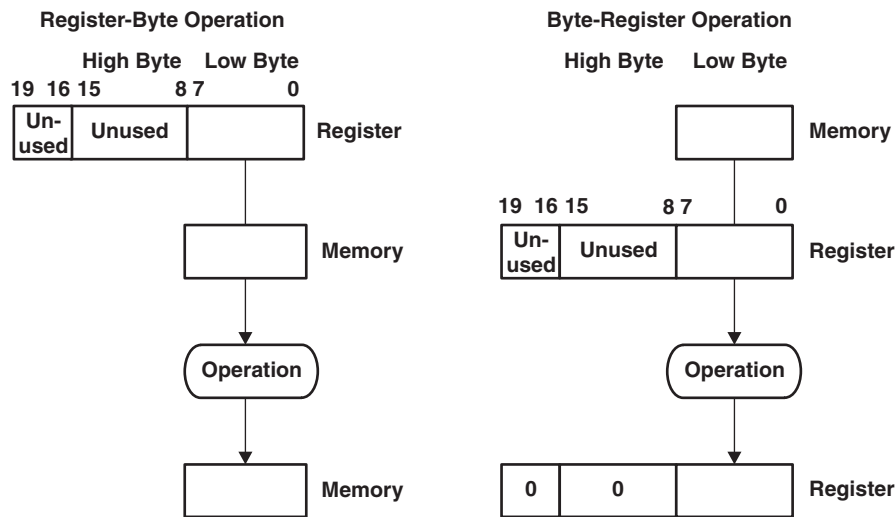 Register-Byte Operation
High Byte Low Byte
19 16 15 8 7 0
Un-
used
Unused
Register
Memory
Operation
Memory
Byte-Register Operation
High Byte Low Byte
Memory
19 16 15 8 7 0
Un-
used
Unused
Register
Operation
0 0
Register